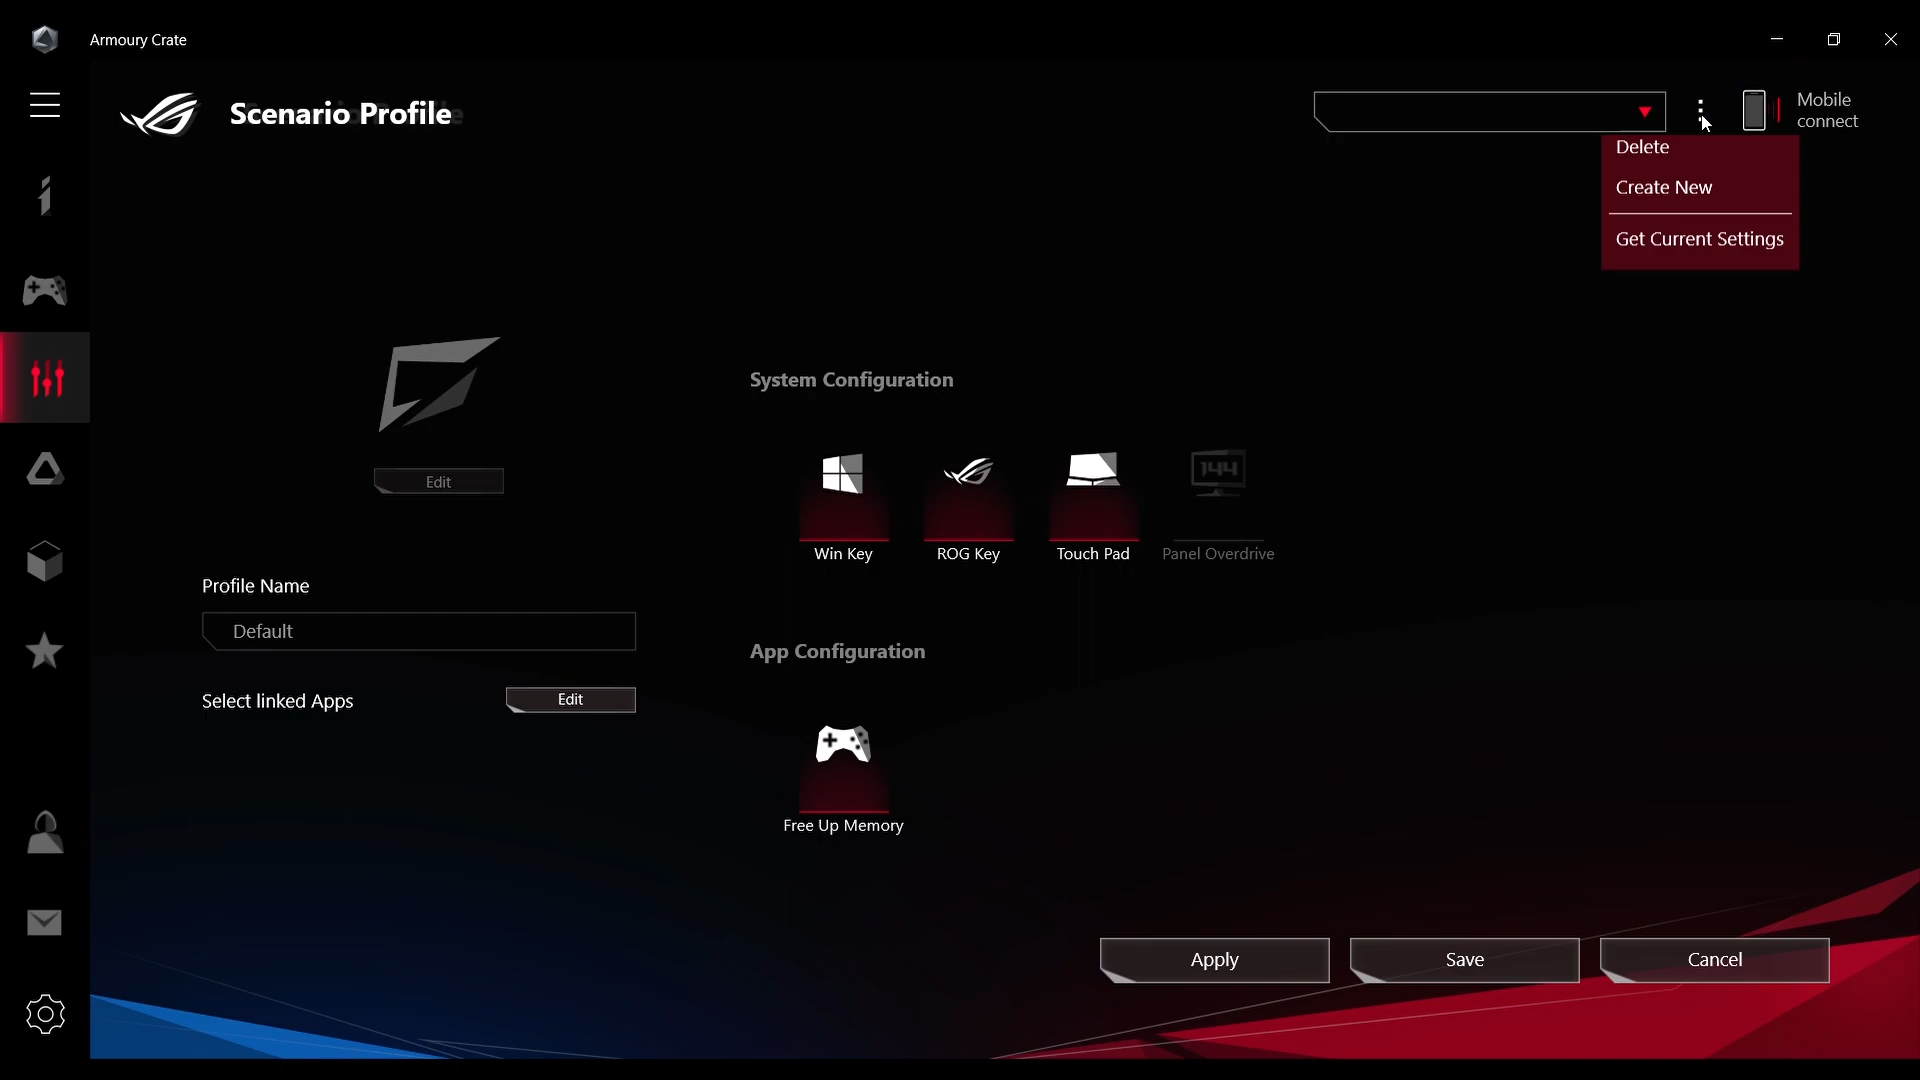 Armoury Crate
Scenario Profile
Mobile
connect
Delete
Create New
Get Current Settings
System Configuration
144
Edit
Win Key
ROG Key
Touch Pad
Panel Overdrive
Profile Name
Default
App Configuration
Select linked Apps
Edit
Free Up Memory
Apply
Save
Cancel